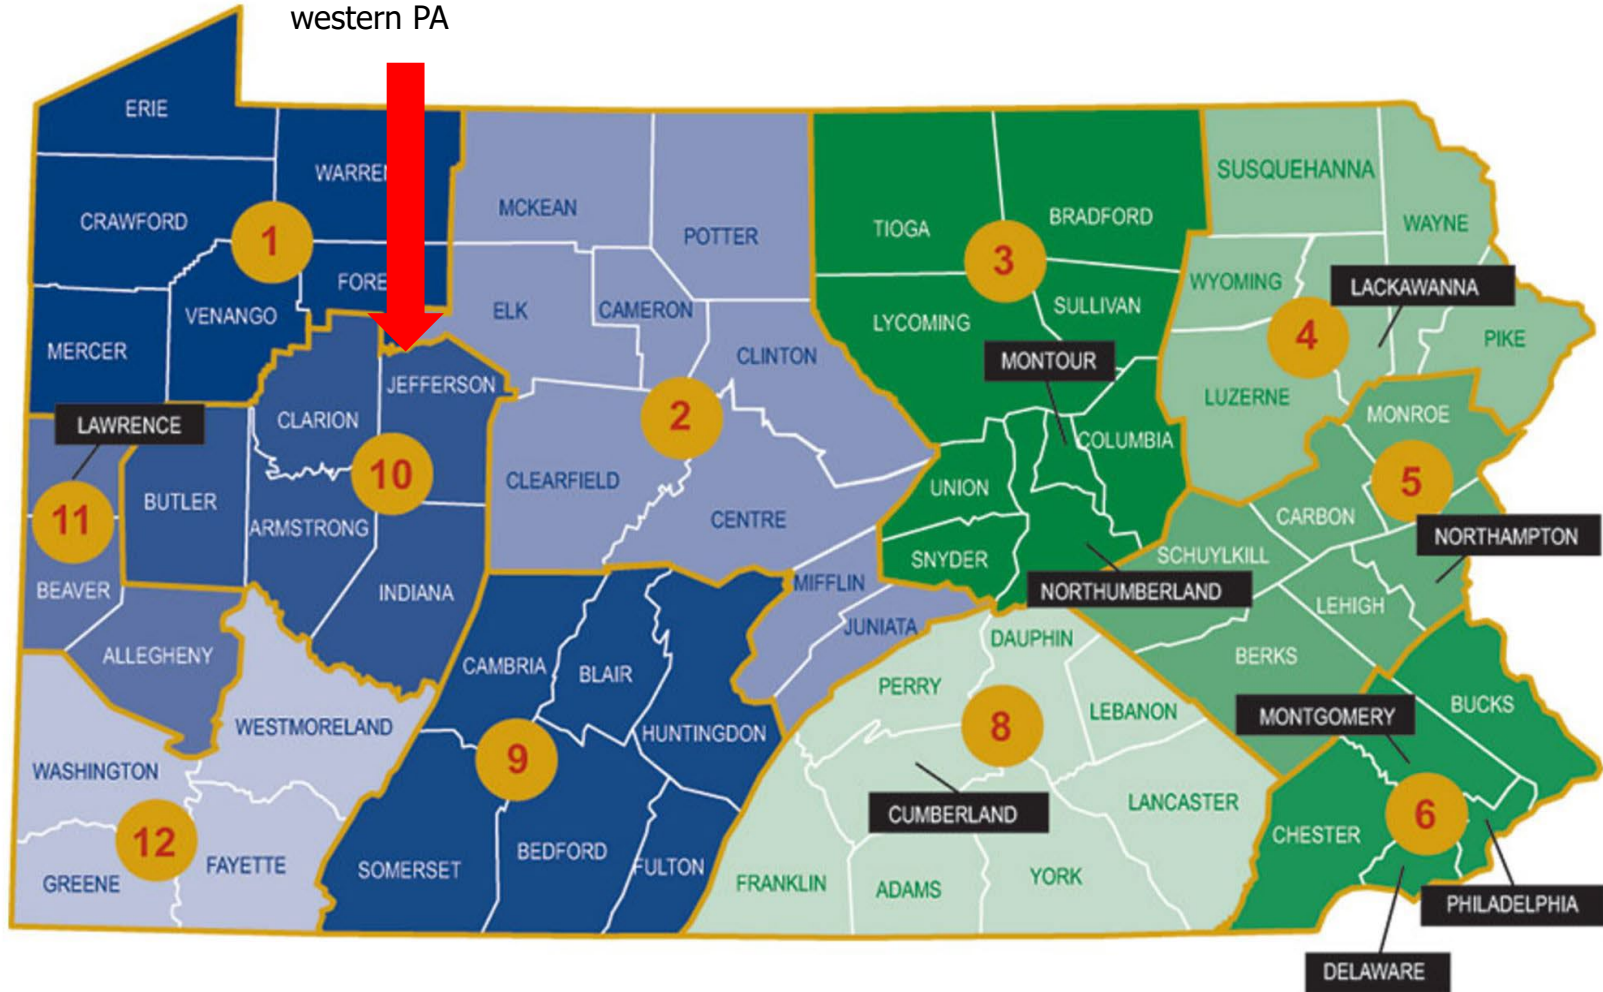 western PA
ERIE
WARREN
CRAWFORD
1
FORE
VENANGO
MERCER
MCKEAN
POTTER
ELK
CAMERON
CLINTON
2
CLEARFIELD
CENTRE
MIFFLIN
JUNIATA
TIOGA
BRADFORD
3
SULLIVAN
LYCOMING
MONTOUR
COLUMBIA
UNION
SNYDER
NORTHUMBERLAND
SUSQUEHANNA
WAYNE
WYOMING
LACKAWANNA
4
PIKE
LUZERNE
MONROE
5
CARBON
NORTHAMPTON
SCHUYLKILL
LEHIGH
BERKS
JEFFERSON
CLARION
10
BUTLER
ARMSTRONG
INDIANA
LAWRENCE
11
BEAVER
ALLEGHENY
WESTMORELAND
WASHINGTON
12
GREENE
FAYETTE
CAMBRIA
BLAIR
HUNTINGDON
9
SOMERSET
BEDFORD
FULTON
DAUPHIN
PERRY
8
LEBANON
CUMBERLAND
LANCASTER
FRANKLIN
ADAMS
YORK
MONTGOMERY
BUCKS
6
CHESTER
PHILADELPHIA
DELAWARE